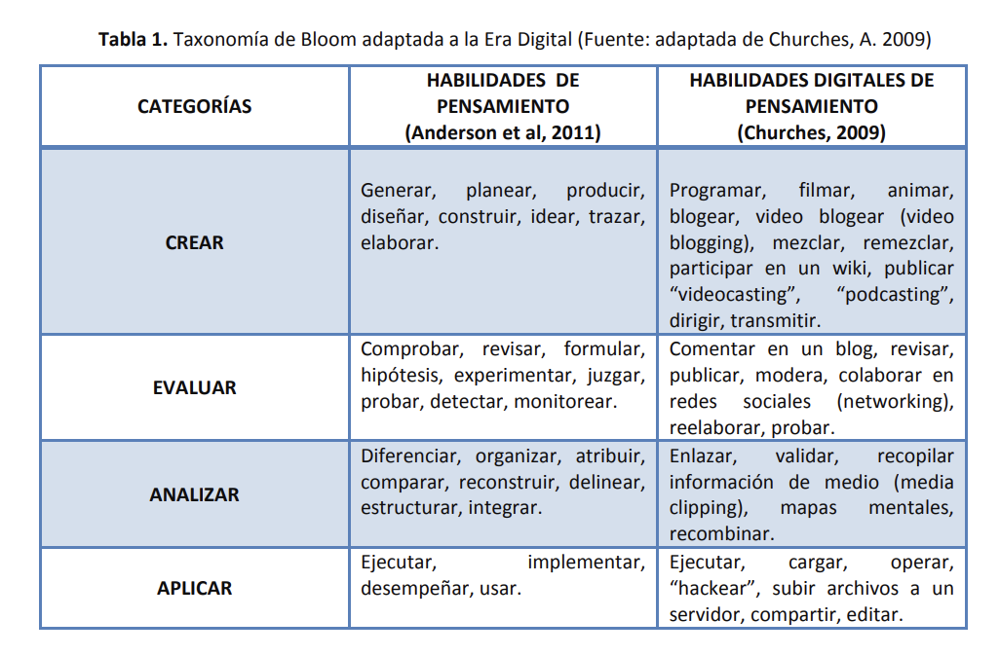 Tabla 1. Taxonomía de Bloom adaptada a la Era Digital (Fuente: adaptada de Churches, A. 2009)
CATEGORÍAS
HABILIDADES DE
PENSAMIENTO
(Anderson et al, 2011)
HABILIDADES DIGITALES DE
PENSAMIENTO
(Churches, 2009)
CREAR
Generar, planear, producir,
diseñar, construir, idear, trazar,
elaborar.
Programar, filmar, animar,
blogear, video blogear (video
blogging), mezclar, remezclar,
participar en un wiki, publicar
“videocasting”, “podcasting”,
dirigir, transmitir.
EVALUAR
Comprobar, revisar, formular,
hipótesis, experimentar, juzgar,
probar, detectar, monitorear.
Comentar en un blog, revisar,
publicar, modera, colaborar en
redes sociales (networking),
reelaborar, probar.
ANALIZAR
Diferenciar, organizar, atribuir,
comparar, reconstruir, delinear,
estructurar, integrar.
Enlazar, validar, recopilar
información de medio (media
clipping), mapas mentales,
recombinar.
APLICAR
Ejecutar, implementar,
desempeñar, usar.
Ejecutar, cargar, operar,
“hackear”, subir archivos a un
servidor, compartir, editar.